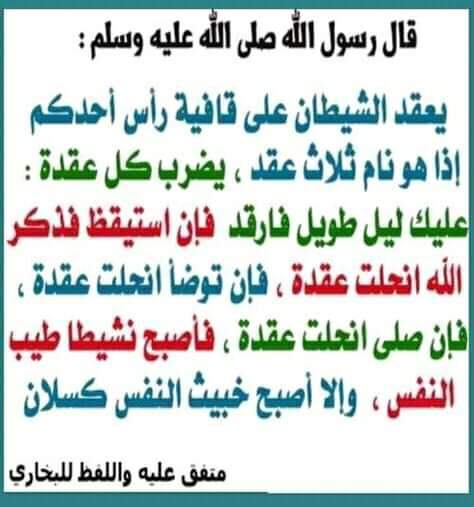 قال رسول الله صلى الله عليه وسلم :
يعقد الشيطان على قافية رأس أحدكم
إذا هو نام ثلاث عقد ، يضرب كل عقدة :
عليك ليل طويل فارقد فإن استيقظ فذكر
الله انحلت عقدة ، فإن توضأ انحلت عقدة ،
فإن صلى انحلت عقدة ، فأصبح نشيطا طيب
النفس ، وإلا أصبح خبيث النفس كسلان
متفق عليه واللفظ للبخاري